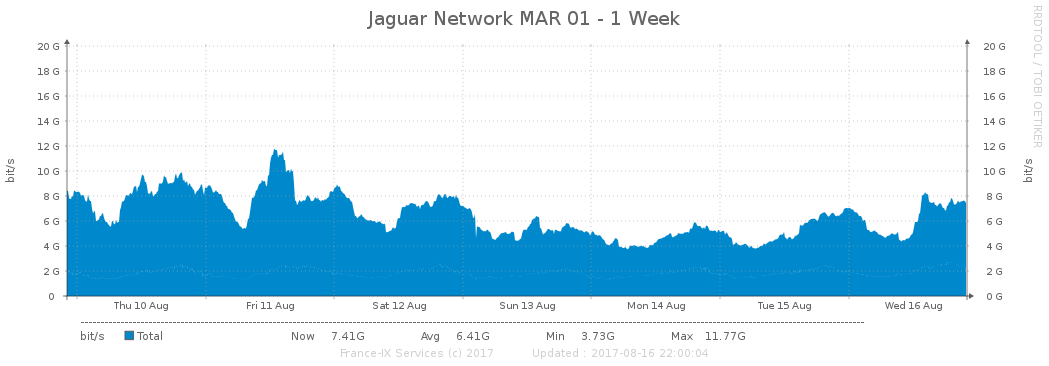 Jaguar Network MAR 01 - 1 Week
RRDTOOL / TOBI OETIKER
bit/s
bit/s
20 G 20 G
18 G 18 G
16 G 16 G
14 G 14 G
12 G 12 G
10 G 10 G
8 G 8 G
6 G 6 G
4 G 4 G
2 G 2 G
0 0 G
Thu 10 Aug Fri 11 Aug Sat 12 Aug Sun 13 Aug Mon 14 Aug Tue 15 Aug Wed 16 Aug
bit/s Total Now 7.41G Avg 6.41G Min 3.73G Max 11.77G
France-IX Services (c) 2017 Updated : 2017-08-16 22:00:04